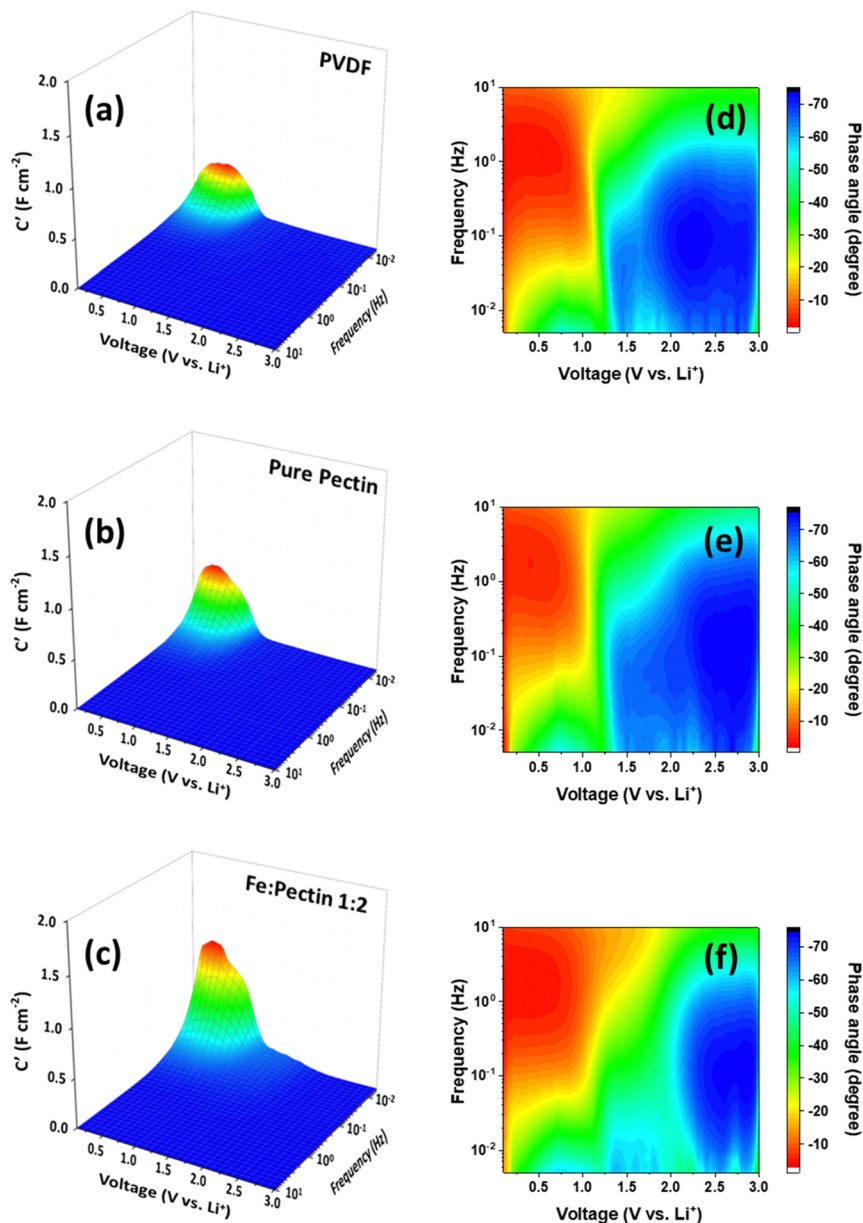 PVDF
(a)
C′ (F cm⁻²)
2.0
1.5
1.0
0.5
0.0
0.5
1.0
1.5
2.0
2.5
3.0
Voltage (V vs. Li⁺)
10¹
10⁰
10⁻¹
10⁻²
Frequency (Hz)
(d)
Frequency (Hz)
10¹
10⁰
10⁻¹
10⁻²
0.5 1.0 1.5 2.0 2.5 3.0
Voltage (V vs. Li⁺)
-70
-60
-50
-40
-30
-20
-10
Phase angle (degree)
Pure Pectin
(b)
C′ (F cm⁻²)
2.0
1.5
1.0
0.5
0.0
0.5
1.0
1.5
2.0
2.5
3.0
Voltage (V vs. Li⁺)
10¹
10⁰
10⁻¹
10⁻²
Frequency (Hz)
(e)
Frequency (Hz)
10¹
10⁰
10⁻¹
10⁻²
0.5 1.0 1.5 2.0 2.5 3.0
Voltage (V vs. Li⁺)
-70
-60
-50
-40
-30
-20
-10
Phase angle (degree)
Fe:Pectin 1:2
(c)
C′ (F cm⁻²)
2.0
1.5
1.0
0.5
0.0
0.5
1.0
1.5
2.0
2.5
3.0
Voltage (V vs. Li⁺)
10¹
10⁰
10⁻¹
10⁻²
Frequency (Hz)
(f)
Frequency (Hz)
10¹
10⁰
10⁻¹
10⁻²
0.5 1.0 1.5 2.0 2.5 3.0
Voltage (V vs. Li⁺)
-70
-60
-50
-40
-30
-20
-10
Phase angle (degree)